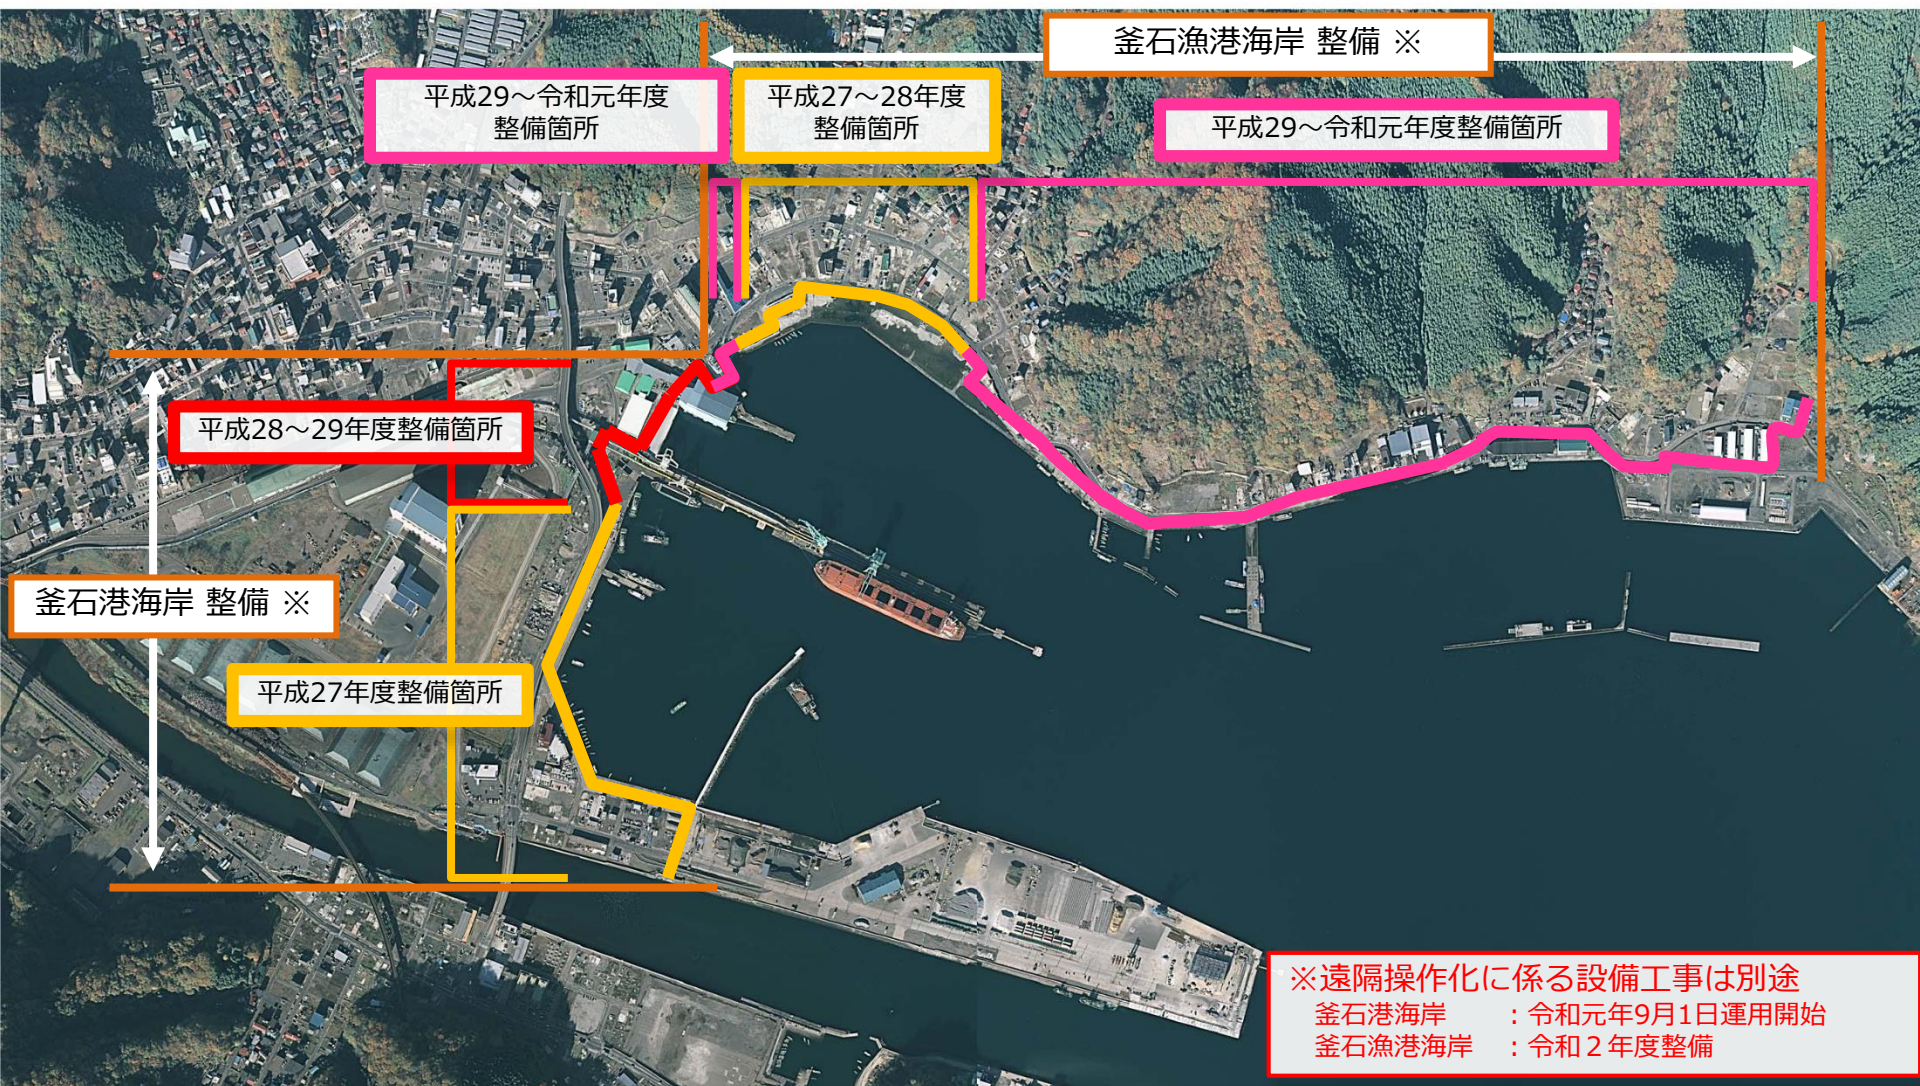 釜石漁港海岸 整備 ※
平成29～令和元年度
整備箇所
平成27～28年度
整備箇所
平成29～令和元年度整備箇所
平成28～29年度整備箇所
釜石港海岸 整備 ※
平成27年度整備箇所
※遠隔操作化に係る設備工事は別途
釜石港海岸　　：令和元年9月1日運用開始
釜石漁港海岸　：令和２年度整備